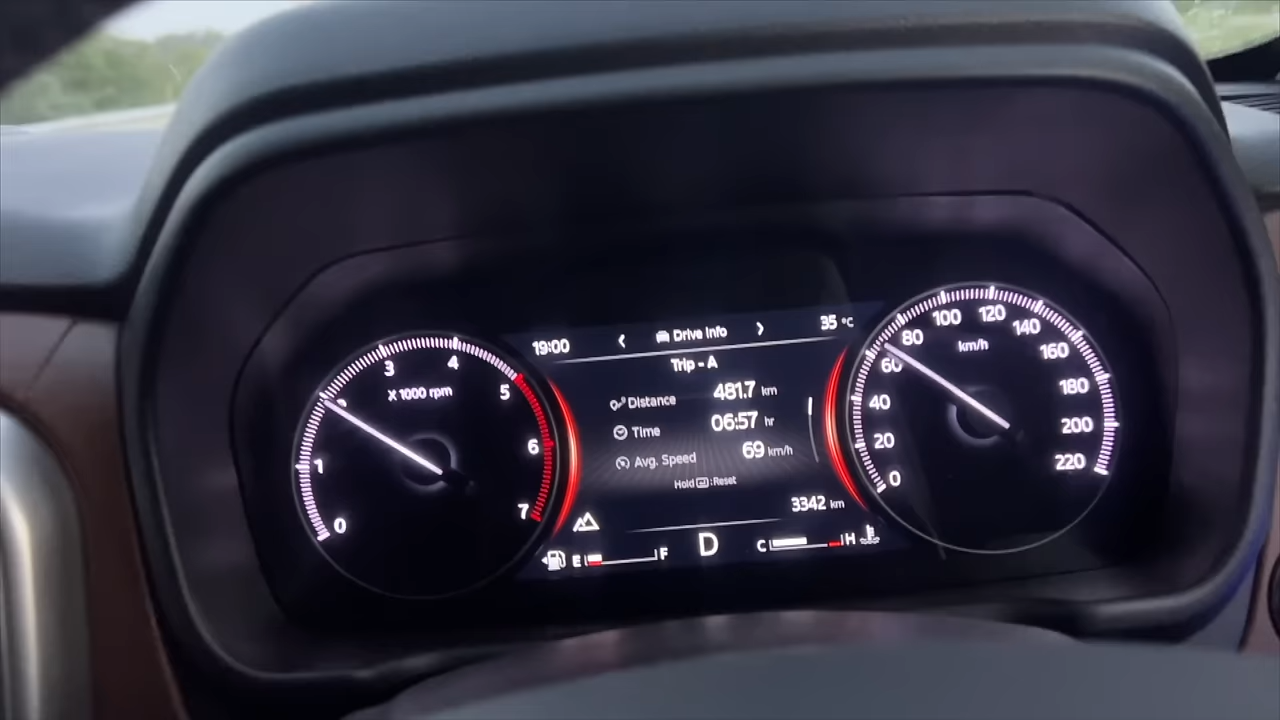 19:00 < Drive Info > 35 °C
Trip - A
Distance 481.7 km
Time 06:57 hr
Avg. Speed 69 km/h
Hold :Reset
3342 km
E F D C H
0 1 3 4 5 6 7
X 1000 rpm
0 20 40 60 80 100 120 140 160 180 200 220
km/h